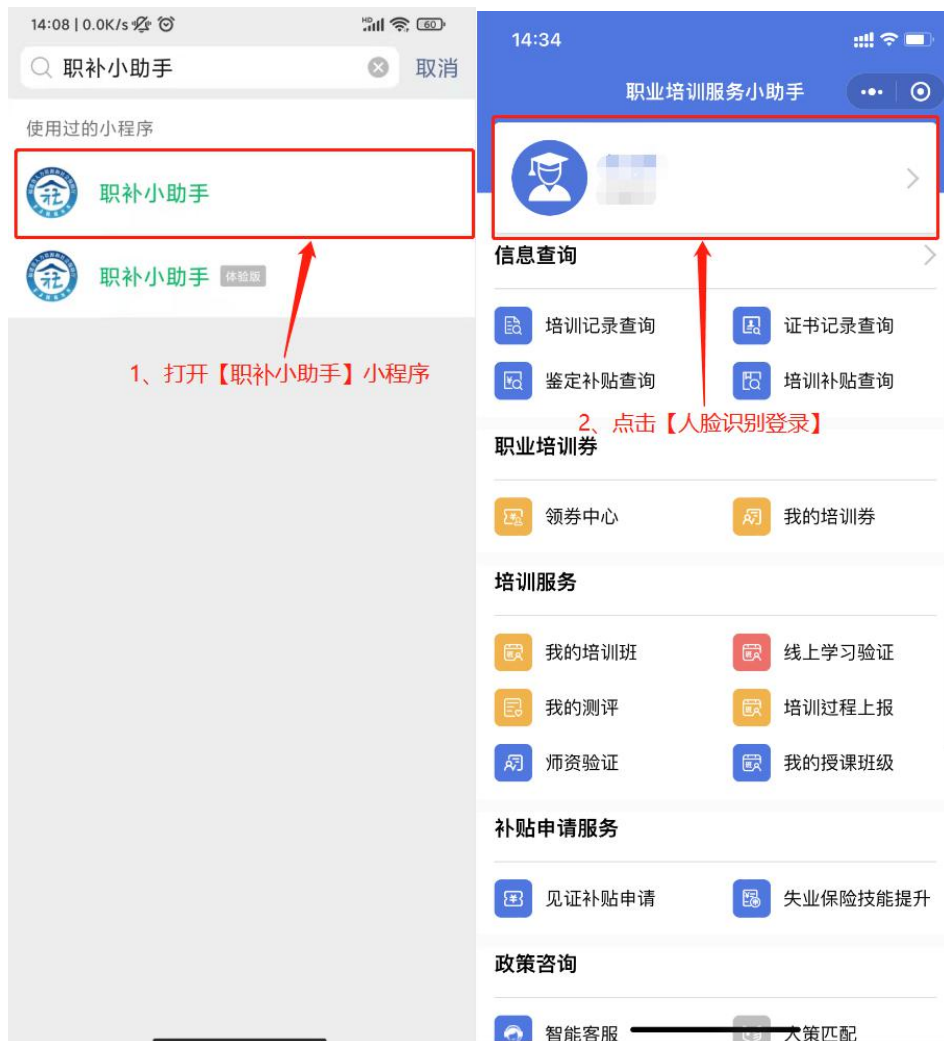 14:08 | 0.0K/s
HD
60
职补小助手
取消
使用过的小程序
职补小助手
职补小助手 体验版
1、打开【职补小助手】小程序
14:34
职业培训服务小助手
信息查询
培训记录查询
证书记录查询
鉴定补贴查询
培训补贴查询
2、点击【人脸识别登录】
职业培训券
领券中心
我的培训券
培训服务
我的培训班
线上学习验证
我的测评
培训过程上报
师资验证
我的授课班级
补贴申请服务
见证补贴申请
失业保险技能提升
政策咨询
智能客服
策匹配